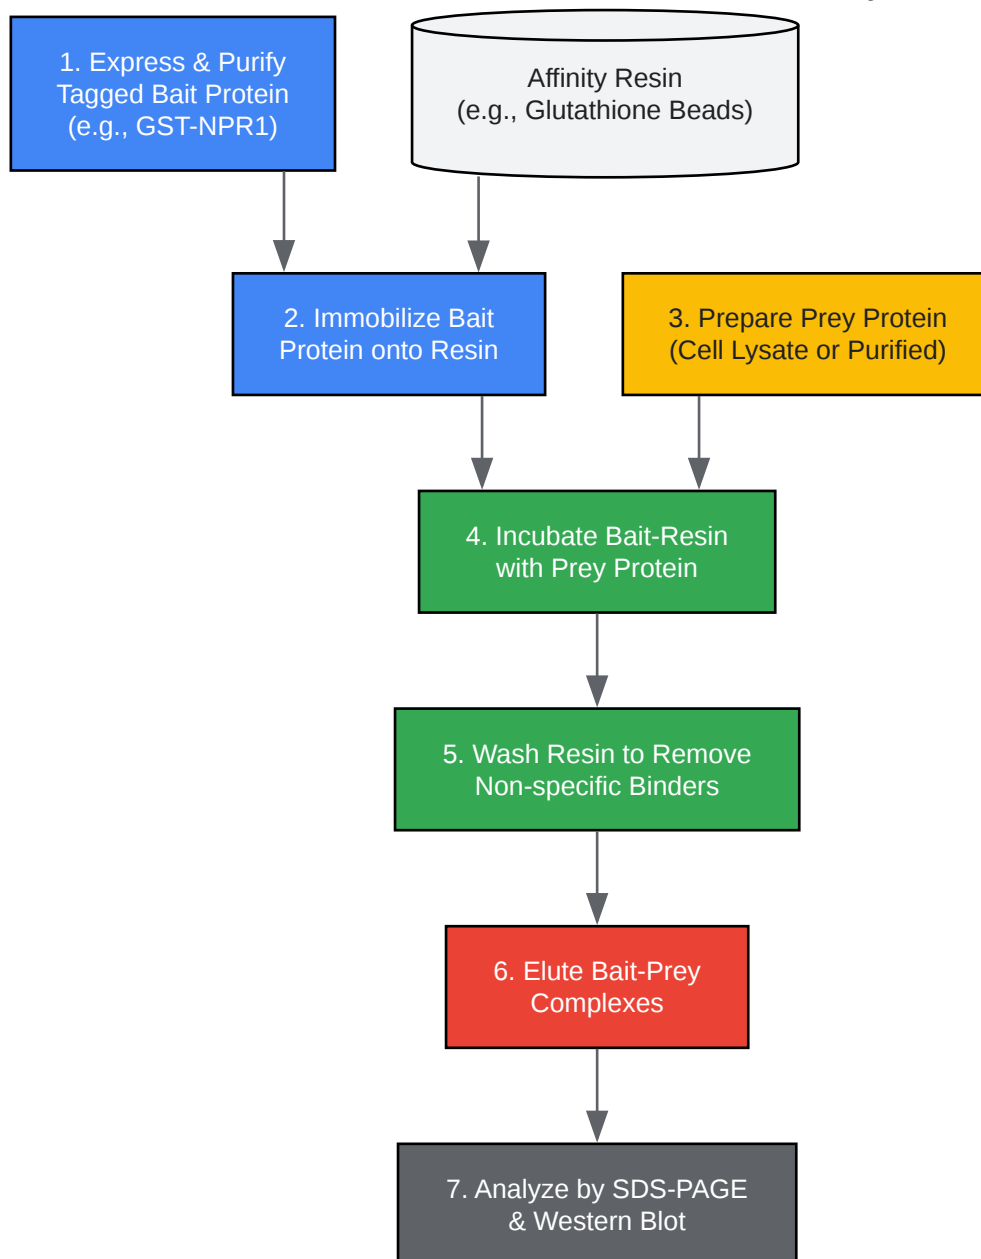 1. Express & Purify
Tagged Bait Protein
(e.g., GST-NPR1)
Affinity Resin
(e.g., Glutathione Beads)
2. Immobilize Bait
Protein onto Resin
3. Prepare Prey Protein
(Cell Lysate or Purified)
4. Incubate Bait-Resin
with Prey Protein
5. Wash Resin to Remove
Non-specific Binders
6. Elute Bait-Prey
Complexes
7. Analyze by SDS-PAGE
& Western Blot